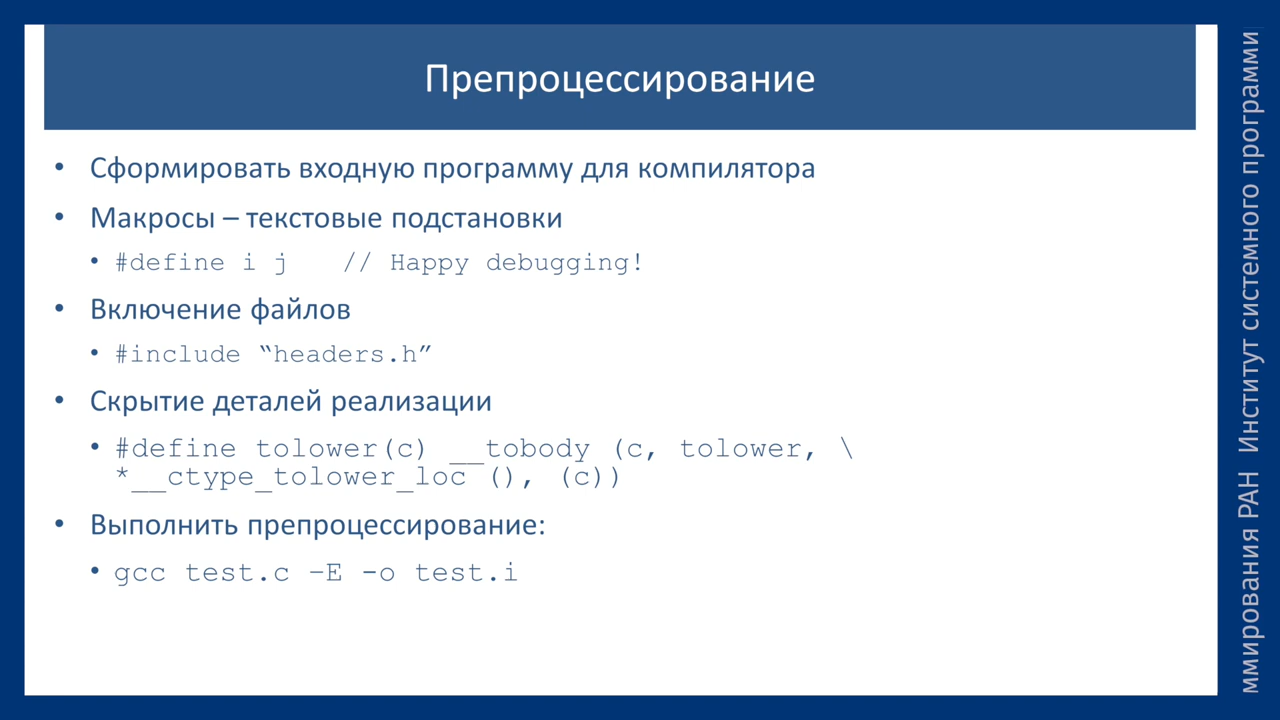 Препроцессирование
• Сформировать входную программу для компилятора
• Макросы – текстовые подстановки
• #define i j // Happy debugging!
• Включение файлов
• #include “headers.h”
• Скрытие деталей реализации
• #define tolower(c) __tobody (c, tolower, \
*__ctype_tolower_loc (), (c))
• Выполнить препроцессирование:
• gcc test.c –E -o test.i
ммирования РАН Институт системного программи